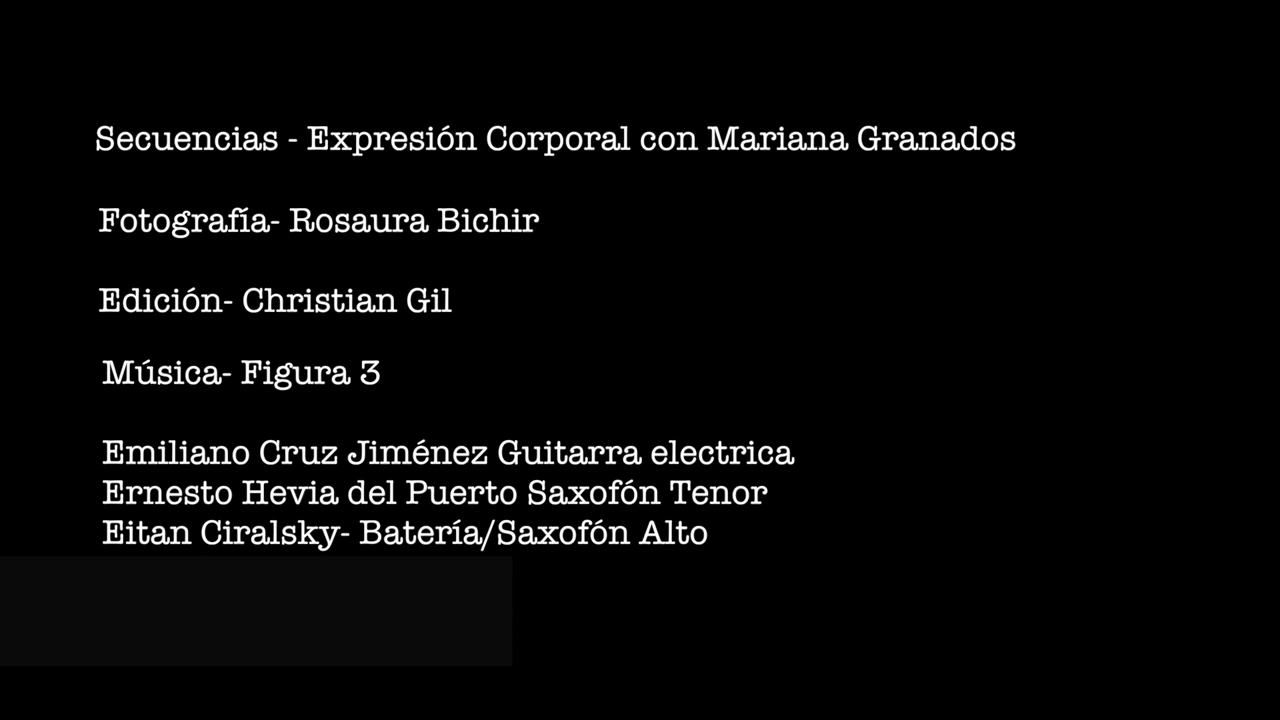 Secuencias - Expresión Corporal con Mariana Granados
Fotografía- Rosaura Bichir
Edición- Christian Gil
Música- Figura 3
Emiliano Cruz Jiménez Guitarra electrica
Ernesto Hevia del Puerto Saxofón Tenor
Eitan Ciralsky- Batería/Saxofón Alto